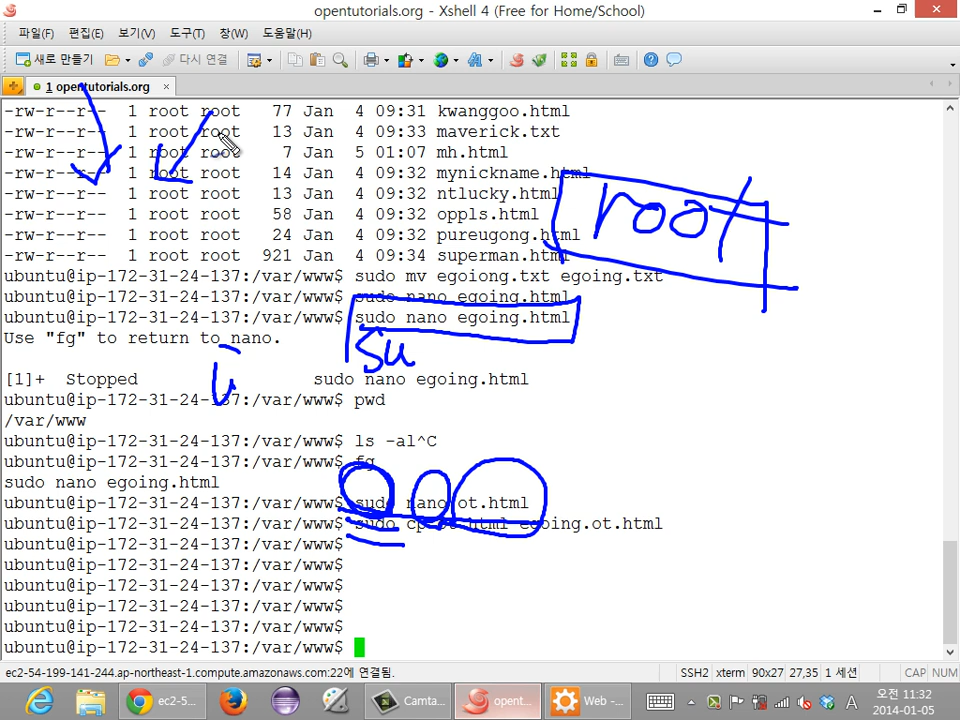 opentutorials.org - Xshell 4 (Free for Home/School)
파일(F) 편집(E) 보기(V) 도구(T) 창(W) 도움말(H)
새로 만들기 다시 연결
1 opentutorials.org ×
-rw-r--r-- 1 root root 77 Jan 4 09:31 kwanggoo.html
-rw-r--r-- 1 root root 13 Jan 4 09:32 maverick.txt
-rw-r--r-- 1 root root 7 Jan 5 01:07 mh.html
-rw-r--r-- 1 root root 14 Jan 4 09:32 mynickname.html
-rw-r--r-- 1 root root 13 Jan 4 09:32 ntlucky.html
-rw-r--r-- 1 root root 58 Jan 4 09:32 oppls.html
root
-rw-r--r-- 1 root root 24 Jan 4 09:32 pureugong.html
-rw-r--r-- 1 root root 921 Jan 4 09:34 superman.html
ubuntu@ip-172-31-24-137:/var/www$ sudo mv egoiong.txt egoing.txt
ubuntu@ip-172-31-24-137:/var/www$ sudo nano egoing.html
ubuntu@ip-172-31-24-137:/var/www$ sudo nano egoing.html
Use "fg" to return to nano.
su
[1]+ Stopped sudo nano egoing.html
ubuntu@ip-172-31-24-137:/var/www$ pwd
/var/www
ubuntu@ip-172-31-24-137:/var/www$ ls -al^C
ubuntu@ip-172-31-24-137:/var/www$ fg
sudo nano egoing.html
ubuntu@ip-172-31-24-137:/var/www$ sudo nano ot.html
ubuntu@ip-172-31-24-137:/var/www$ sudo cp ot.html egoing.ot.html
ubuntu@ip-172-31-24-137:/var/www$
ubuntu@ip-172-31-24-137:/var/www$
ubuntu@ip-172-31-24-137:/var/www$
ubuntu@ip-172-31-24-137:/var/www$
ubuntu@ip-172-31-24-137:/var/www$
ubuntu@ip-172-31-24-137:/var/www$
ec2-54-199-141-244.ap-northeast-1.compute.amazonaws.com:22에 연결됨. SSH2 xterm 90x27 27,35 1 세션 CAP NUM
ec2-5... Camta... opent... Web -... A 오전 11:32
2014-01-05